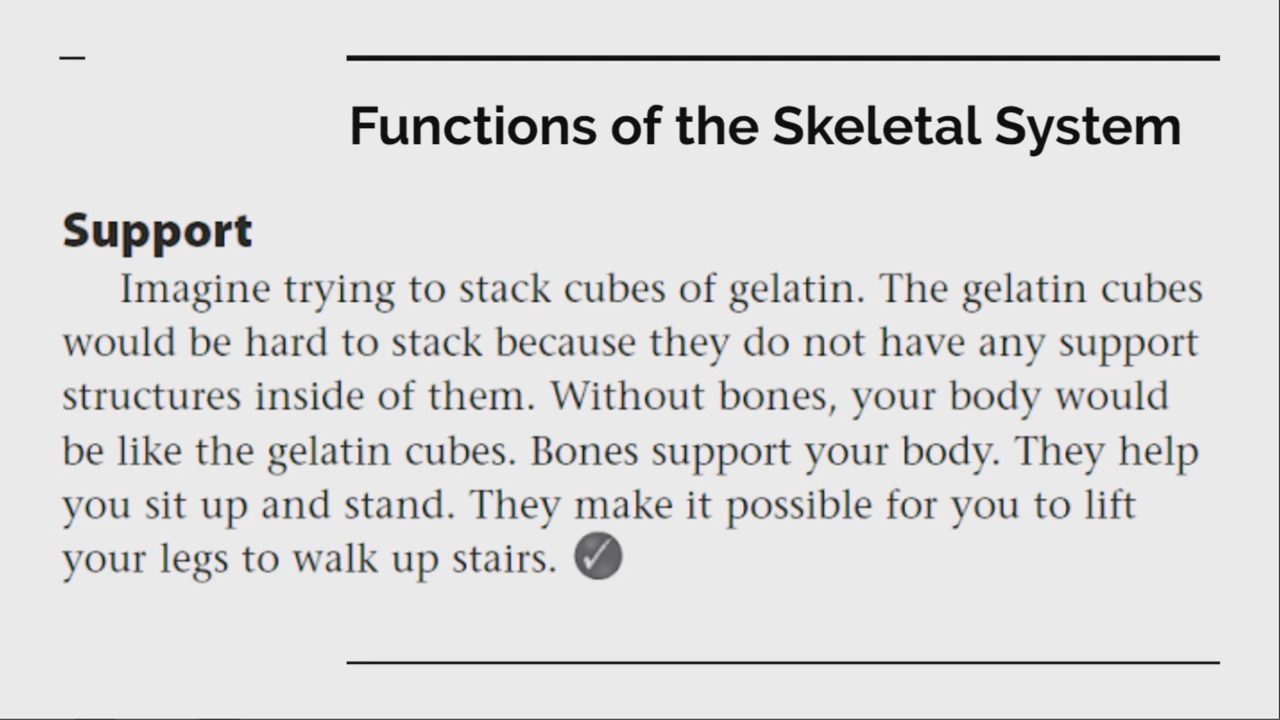 Functions of the Skeletal System
Support
Imagine trying to stack cubes of gelatin. The gelatin cubes
would be hard to stack because they do not have any support
structures inside of them. Without bones, your body would
be like the gelatin cubes. Bones support your body. They help
you sit up and stand. They make it possible for you to lift
your legs to walk up stairs.